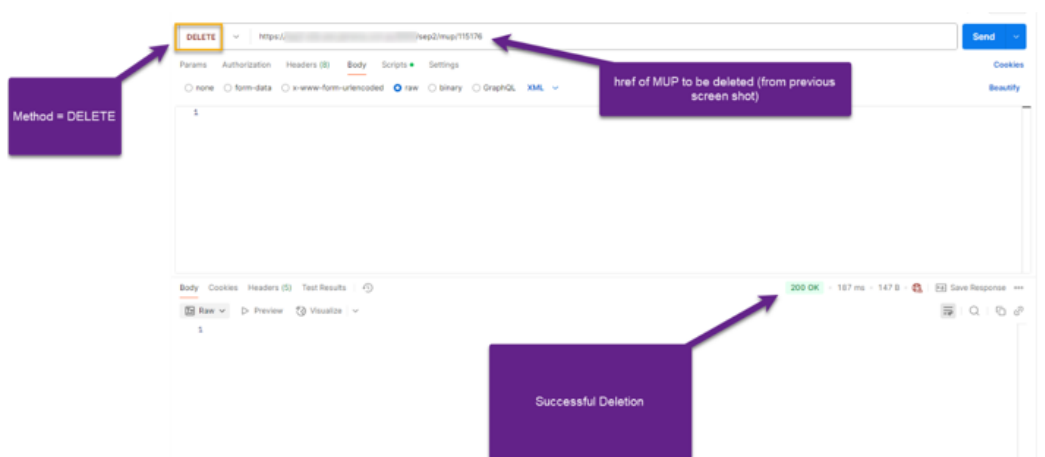 DELETE
https://
/sep2/mup/115176
Send
Params Authorization Headers (8) Body Scripts Settings
Cookies
none form-data x-www-form-urlencoded raw binary GraphQL XML
Beautify
href of MUP to be deleted (from previous
screen shot)
Method = DELETE
1
Body Cookies Headers (5) Test Results
200 OK 187 ms 147 B Save Response
Raw Preview Visualize
1
Successful Deletion